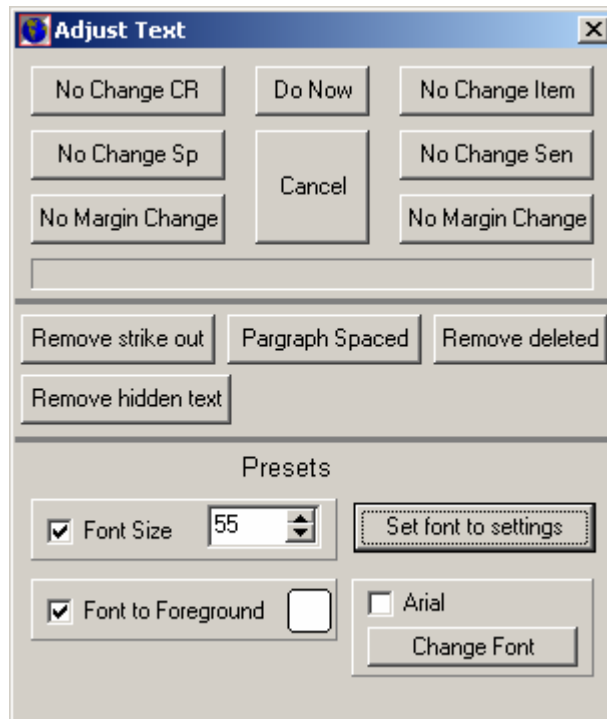 Adjust Text
No Change CR Do Now No Change Item
No Change Sp Cancel No Change Sen
No Margin Change No Margin Change
Remove strike out Pargraph Spaced Remove deleted
Remove hidden text
Presets
Font Size 55 Set font to settings
Font to Foreground Arial
Change Font